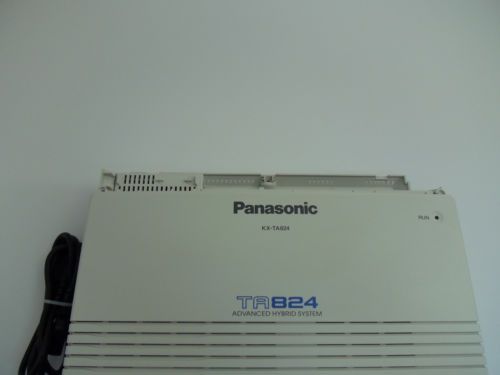 Panasonic
KX-TA824
RUN
TA824
ADVANCED HYBRID SYSTEM